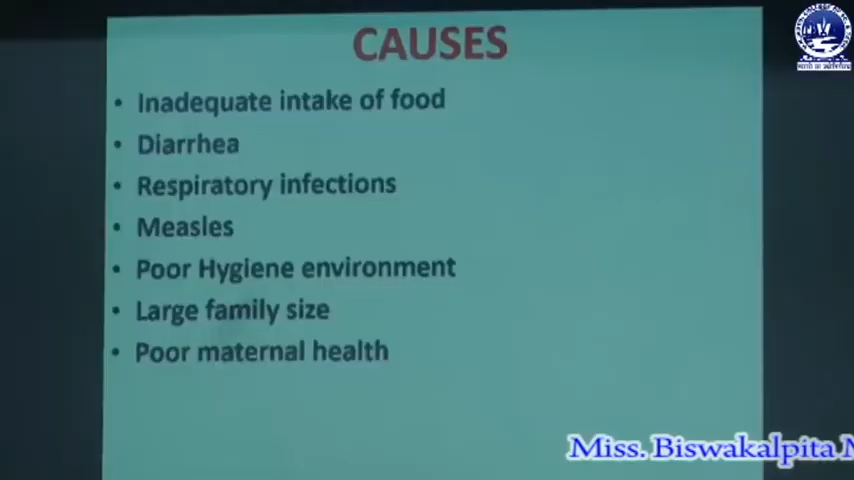 CAUSES
• Inadequate intake of food
• Diarrhea
• Respiratory infections
• Measles
• Poor Hygiene environment
• Large family size
• Poor maternal health
Miss. Biswakalpita